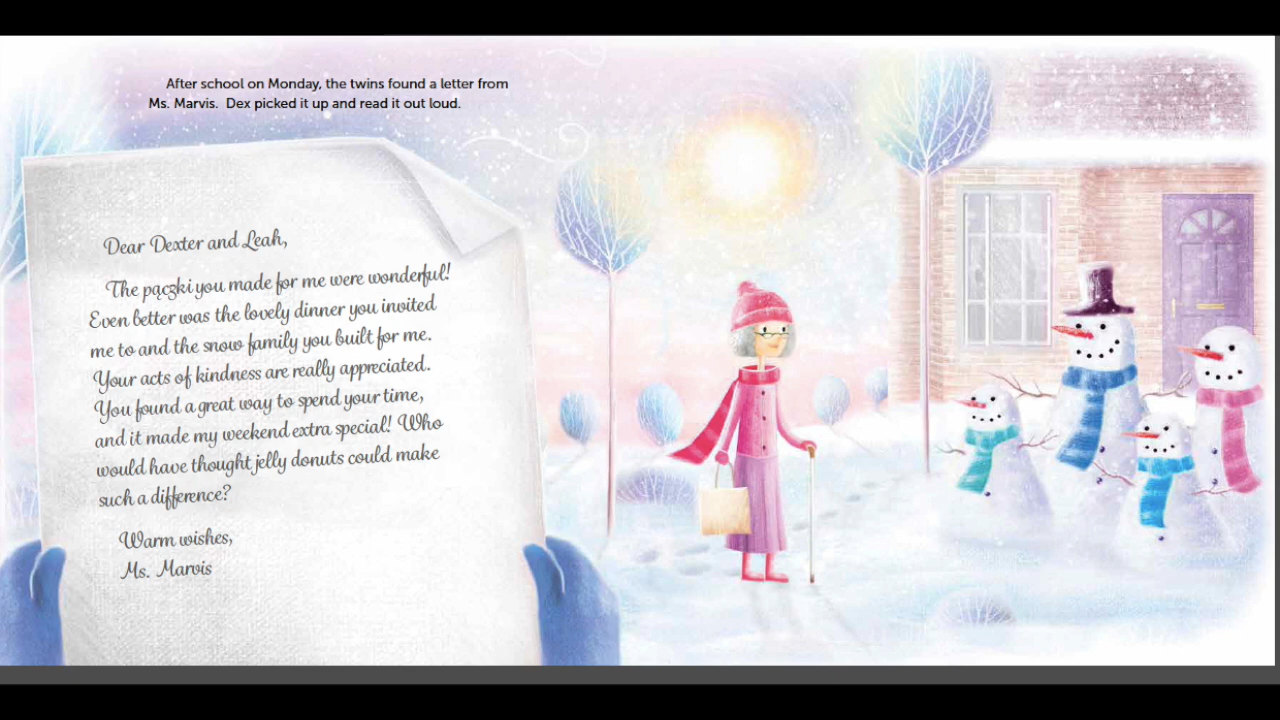 After school on Monday, the twins found a letter from
Ms. Marvis. Dex picked it up and read it out loud.
Dear Dexter and Leah,
The pączki you made for me were wonderful!
Even better was the lovely dinner you invited
me to and the snow family you built for me.
Your acts of kindness are really appreciated.
You found a great way to spend your time,
and it made my weekend extra special! Who
would have thought jelly donuts could make
such a difference?
Warm wishes,
Ms. Marvis